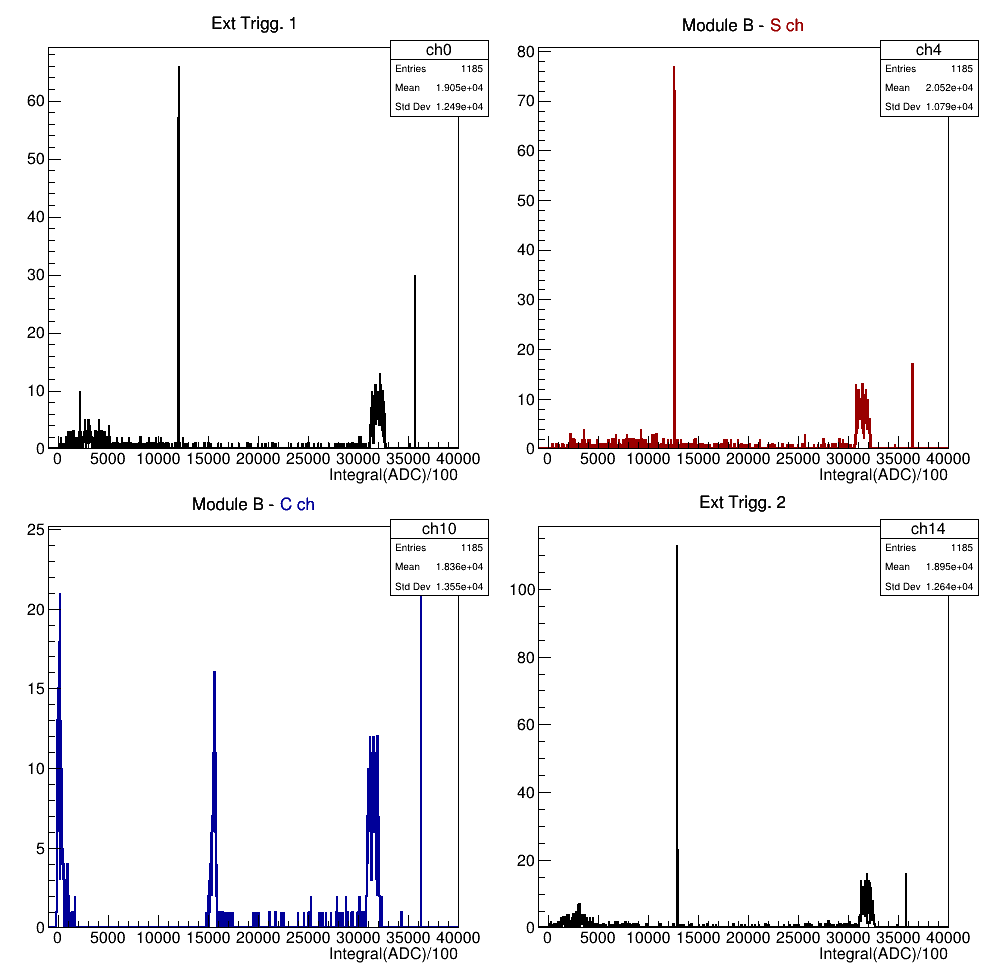 Ext Trigg. 1
ch0
Entries 1185
Mean 1.905e+04
Std Dev 1.249e+04
60
50
40
30
20
10
0
0 5000 10000 15000 20000 25000 30000 35000 40000
Integral(ADC)/100
Module B - S ch
ch4
Entries 1185
Mean 2.052e+04
Std Dev 1.079e+04
80
70
60
50
40
30
20
10
0
0 5000 10000 15000 20000 25000 30000 35000 40000
Integral(ADC)/100
Module B - C ch
ch10
Entries 1185
Mean 1.836e+04
Std Dev 1.355e+04
25
20
15
10
5
0
0 5000 10000 15000 20000 25000 30000 35000 40000
Integral(ADC)/100
Ext Trigg. 2
ch14
Entries 1185
Mean 1.895e+04
Std Dev 1.264e+04
100
80
60
40
20
0
0 5000 10000 15000 20000 25000 30000 35000 40000
Integral(ADC)/100